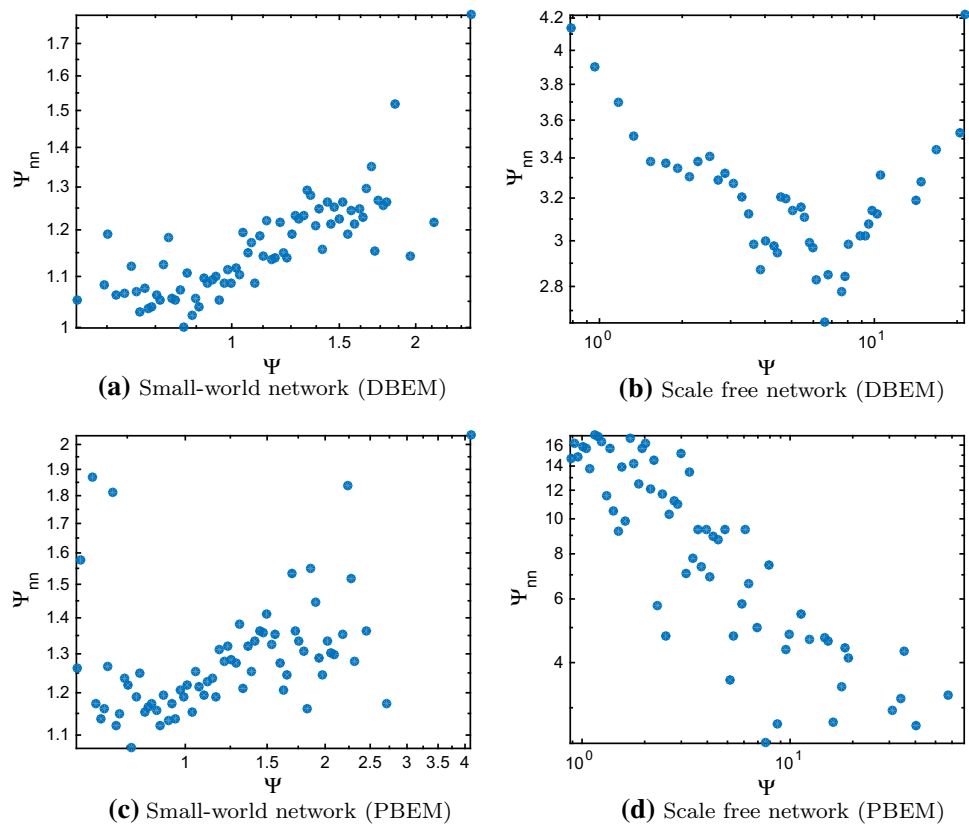 1.7
1.6
1.5
1.4
1.3
1.2
1.1
1
Ψnn
1 1.5 2
Ψ
(a) Small-world network (DBEM)
4.2
4
3.8
3.6
3.4
3.2
3
2.8
Ψnn
10^0 10^1
Ψ
(b) Scale free network (DBEM)
2
1.9
1.8
1.7
1.6
1.5
1.4
1.3
1.2
1.1
Ψnn
1 1.5 2 2.5 3 3.5 4
Ψ
(c) Small-world network (PBEM)
16
14
12
10
8
6
4
Ψnn
10^0 10^1
Ψ
(d) Scale free network (PBEM)